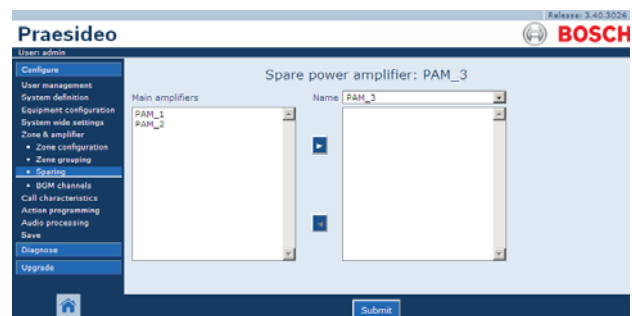 Release: 3.40.3026
Praesideo
BOSCH
User: admin
Configure
User management
System definition
Equipment configuration
System wide settings
Zone & amplifier
• Zone configuration
• Zone grouping
• Sparing
• BGM channels
Call characteristics
Action programming
Audio processing
Save
Diagnose
Upgrade
Spare power amplifier: PAM_3
Main amplifiers
Name PAM_3
PAM_1
PAM_2
Submit